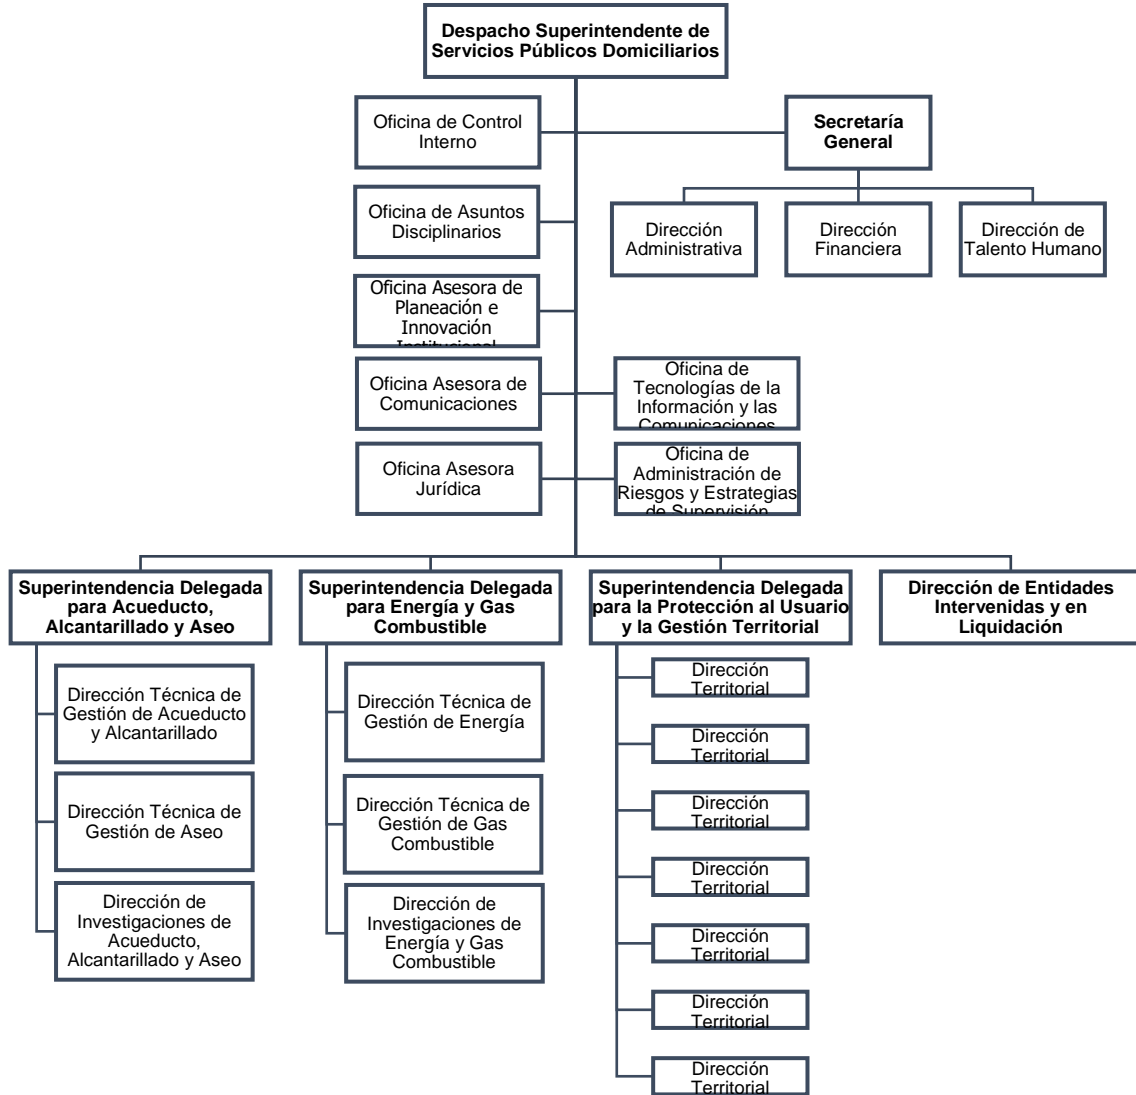 Despacho Superintendente de
Servicios Públicos Domiciliarios
Oficina de Control
Interno
Secretaría
General
Oficina de Asuntos
Disciplinarios
Dirección
Administrativa
Dirección
Financiera
Dirección de
Talento Humano
Oficina Asesora de
Planeación e
Innovación
Institucional
Oficina Asesora de
Comunicaciones
Oficina de
Tecnologías de la
Información y las
Comunicaciones
Oficina Asesora
Jurídica
Oficina de
Administración de
Riesgos y Estrategias
de Supervisión
Superintendencia Delegada
para Acueducto,
Alcantarillado y Aseo
Superintendencia Delegada
para Energía y Gas
Combustible
Superintendencia Delegada
para la Protección al Usuario
y la Gestión Territorial
Dirección de Entidades
Intervenidas y en
Liquidación
Dirección Técnica de
Gestión de Acueducto
y Alcantarillado
Dirección Técnica de
Gestión de Aseo
Dirección de
Investigaciones de
Acueducto,
Alcantarillado y Aseo
Dirección Técnica de
Gestión de Energía
Dirección Técnica de
Gestión de Gas
Combustible
Dirección de
Investigaciones de
Energía y Gas
Combustible
Dirección
Territorial
Dirección
Territorial
Dirección
Territorial
Dirección
Territorial
Dirección
Territorial
Dirección
Territorial
Dirección
Territorial